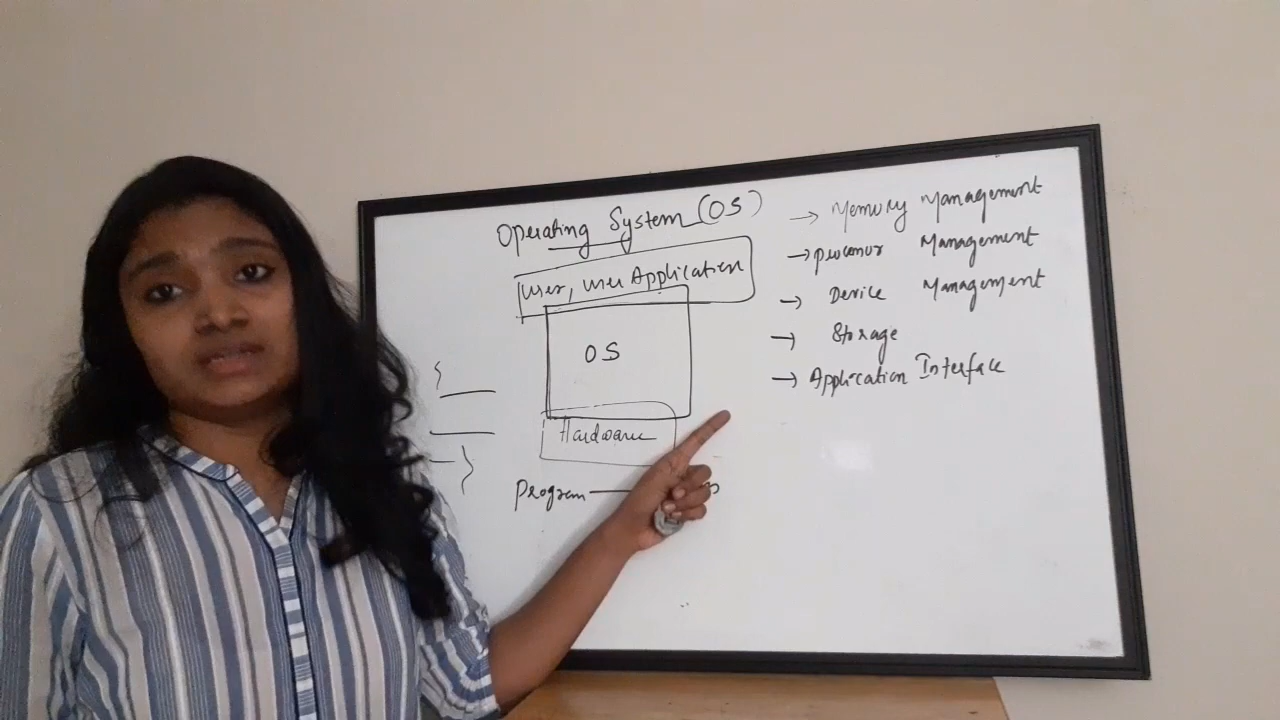 Operating System (OS)
User, User Application
OS
Hardware
Program
→ Memory Management
→ Processor Management
→ Device Management
→ Storage
→ Application Interface